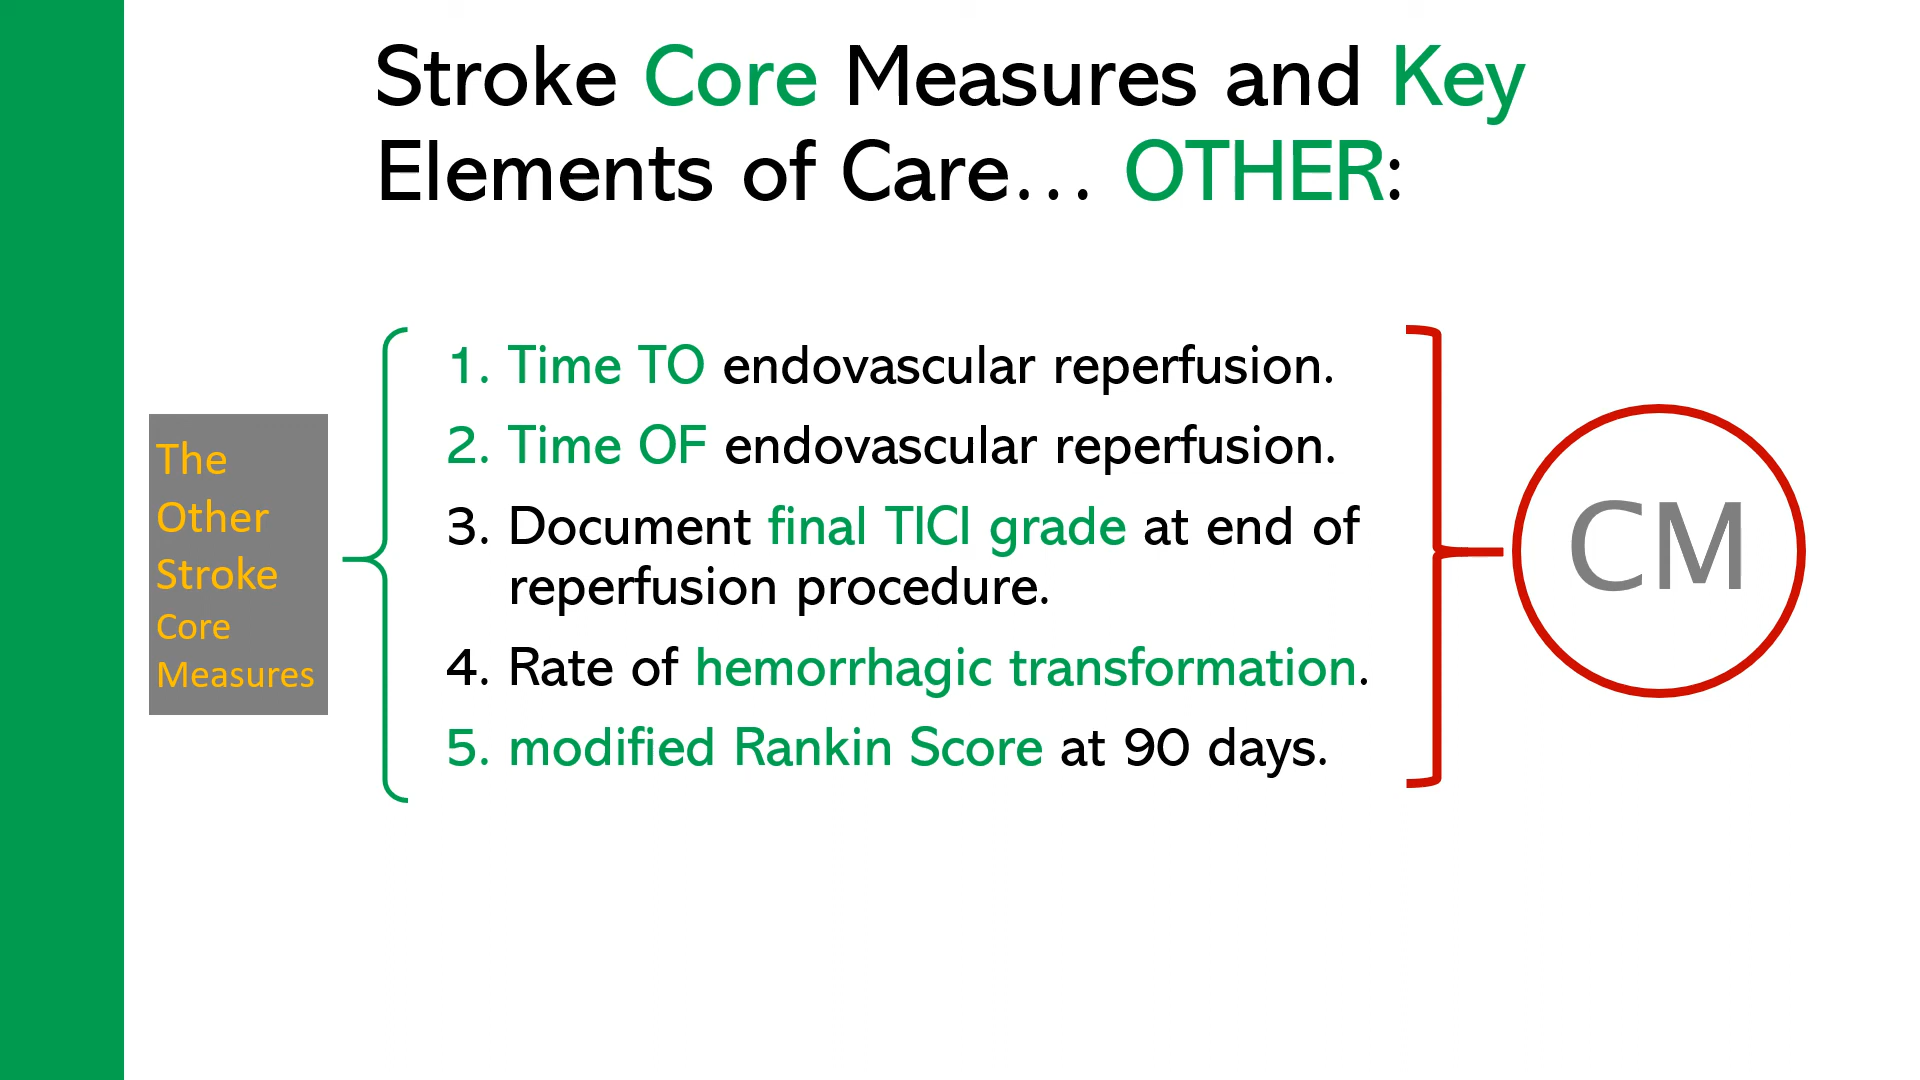 Stroke Core Measures and Key
Elements of Care… OTHER:
The
Other
Stroke
Core
Measures
1. Time TO endovascular reperfusion.
2. Time OF endovascular reperfusion.
3. Document final TICI grade at end of
reperfusion procedure.
4. Rate of hemorrhagic transformation.
5. modified Rankin Score at 90 days.
CM